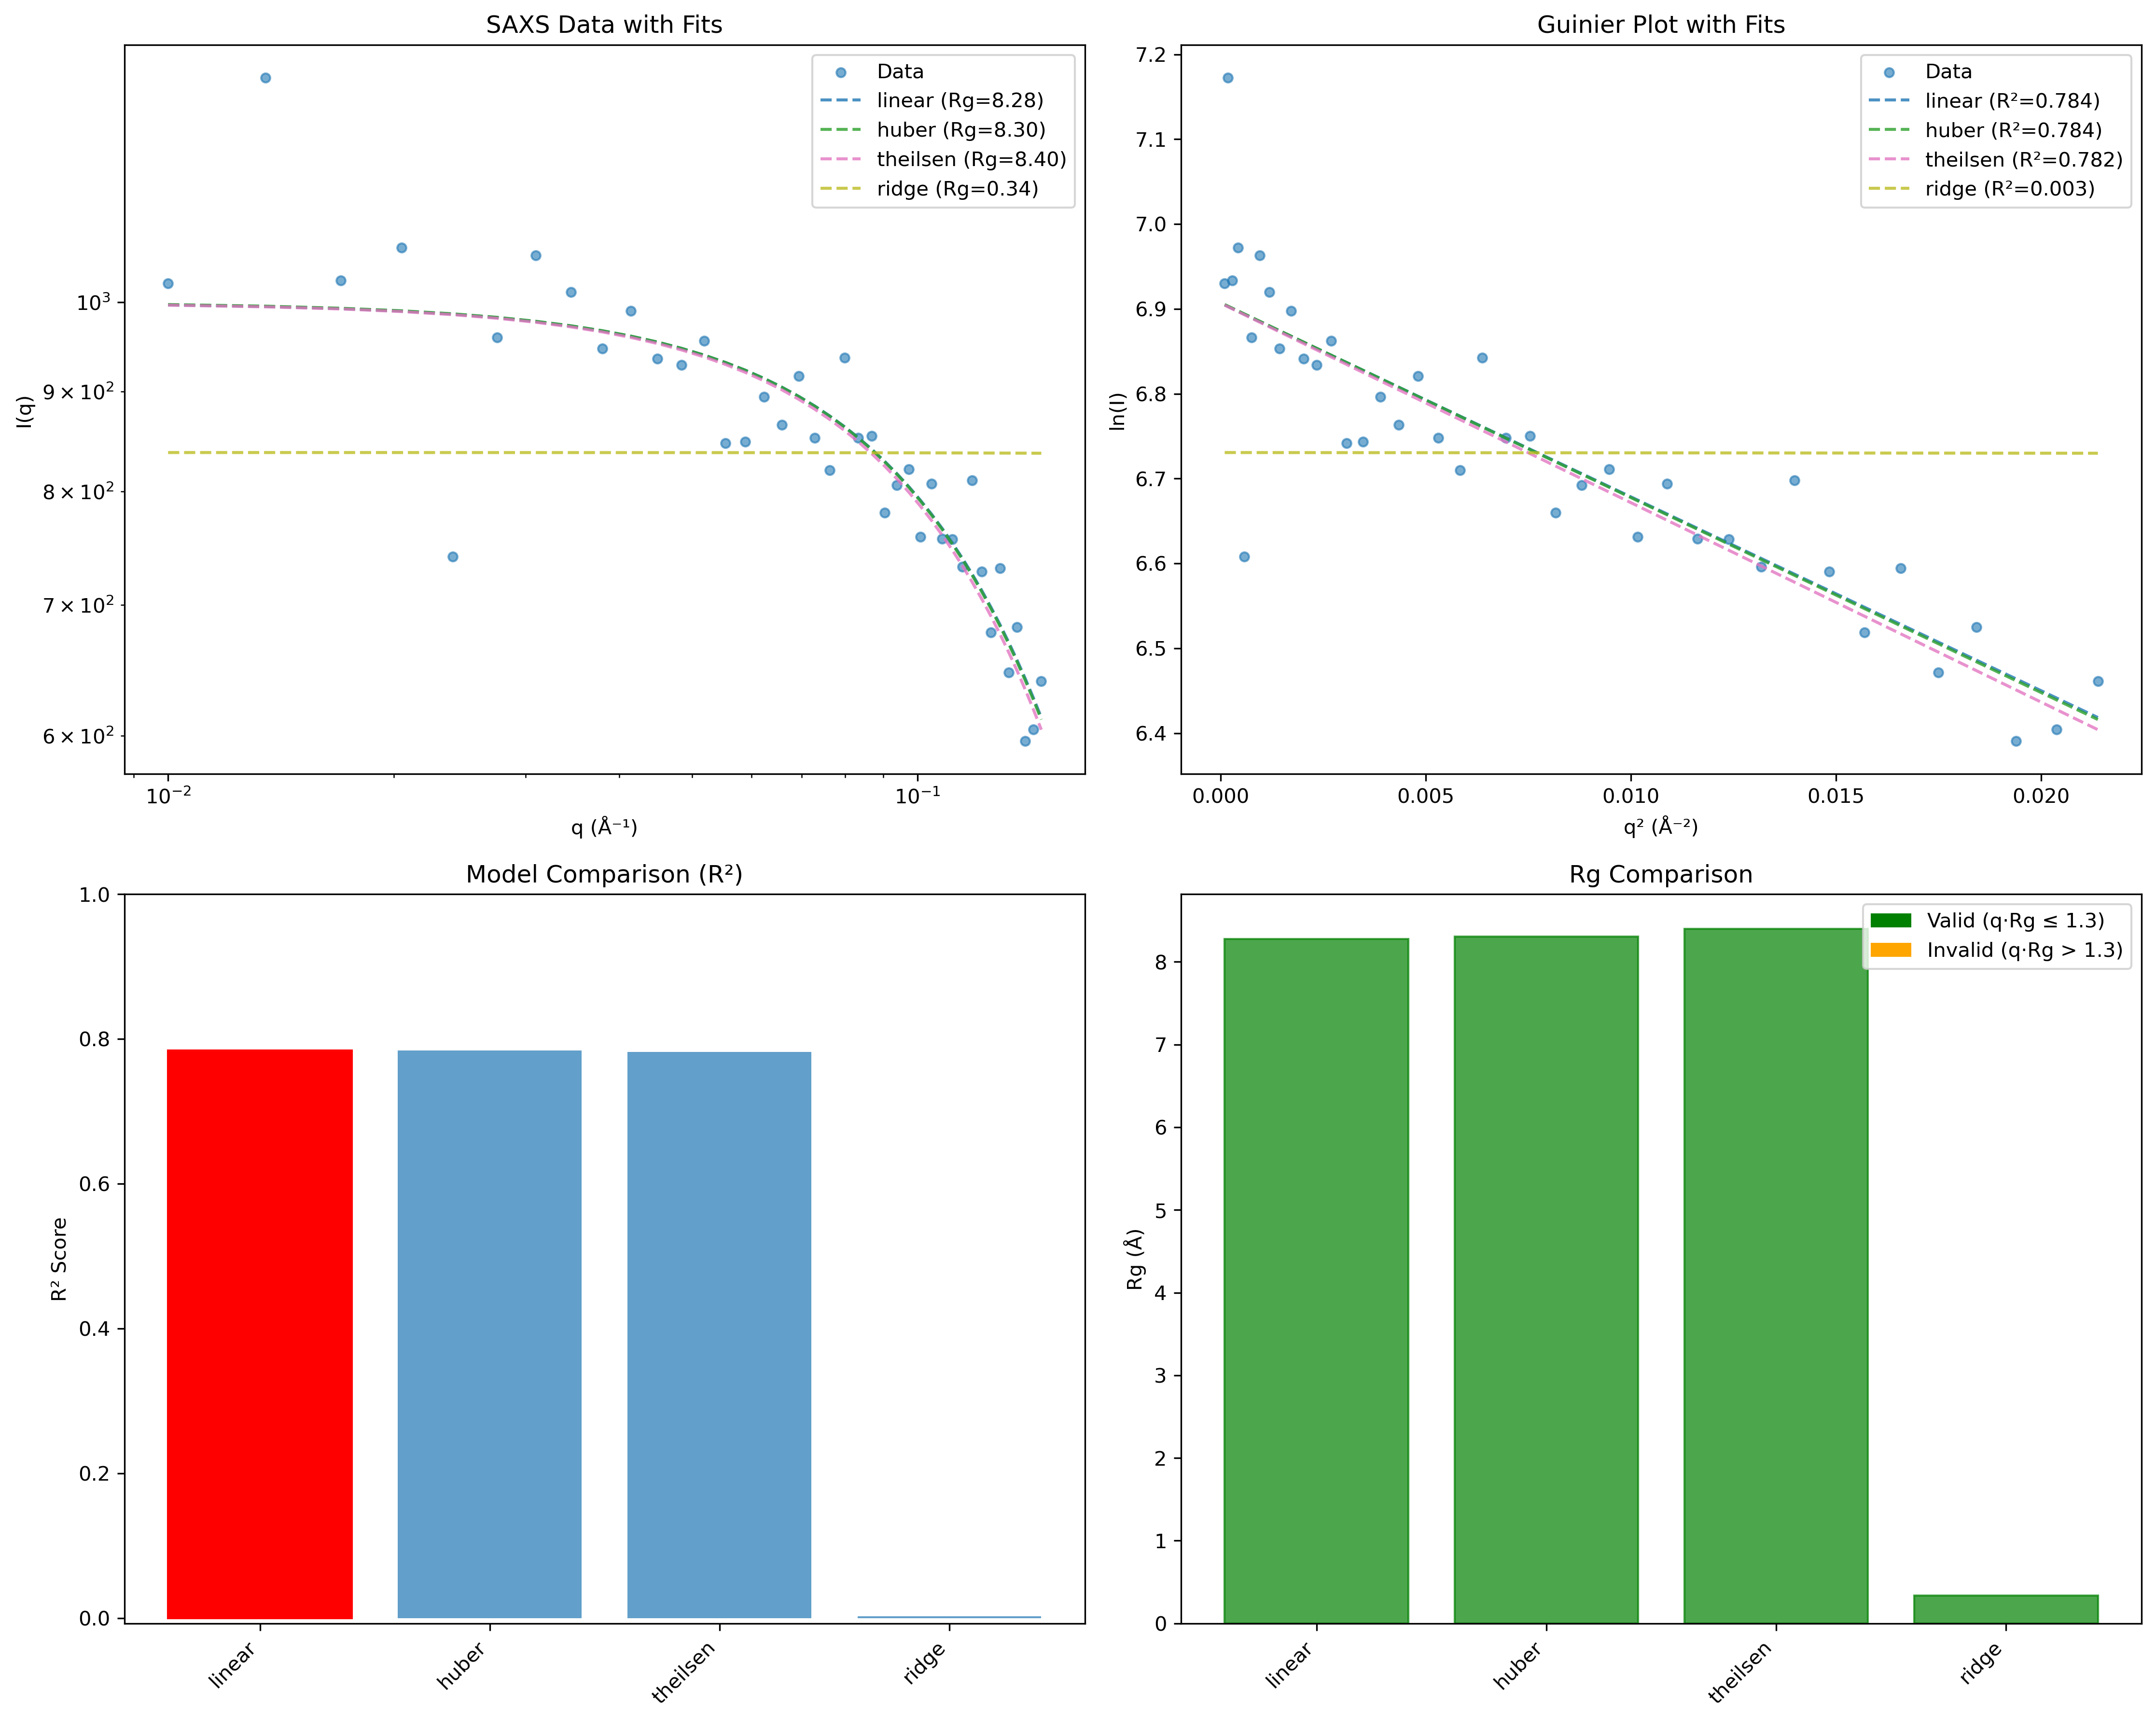 SAXS Data with Fits
I(q)
10³
9 × 10²
8 × 10²
7 × 10²
6 × 10²
10⁻²
10⁻¹
q (Å⁻¹)
Data
linear (Rg=8.28)
huber (Rg=8.30)
theilsen (Rg=8.40)
ridge (Rg=0.34)
Guinier Plot with Fits
ln(I)
7.2
7.1
7.0
6.9
6.8
6.7
6.6
6.5
6.4
0.000
0.005
0.010
0.015
0.020
q² (Å⁻²)
Data
linear (R²=0.784)
huber (R²=0.784)
theilsen (R²=0.782)
ridge (R²=0.003)
Model Comparison (R²)
R² Score
1.0
0.8
0.6
0.4
0.2
0.0
linear
huber
theilsen
ridge
Rg Comparison
Rg (Å)
8
7
6
5
4
3
2
1
0
linear
huber
theilsen
ridge
Valid (q·Rg ≤ 1.3)
Invalid (q·Rg > 1.3)